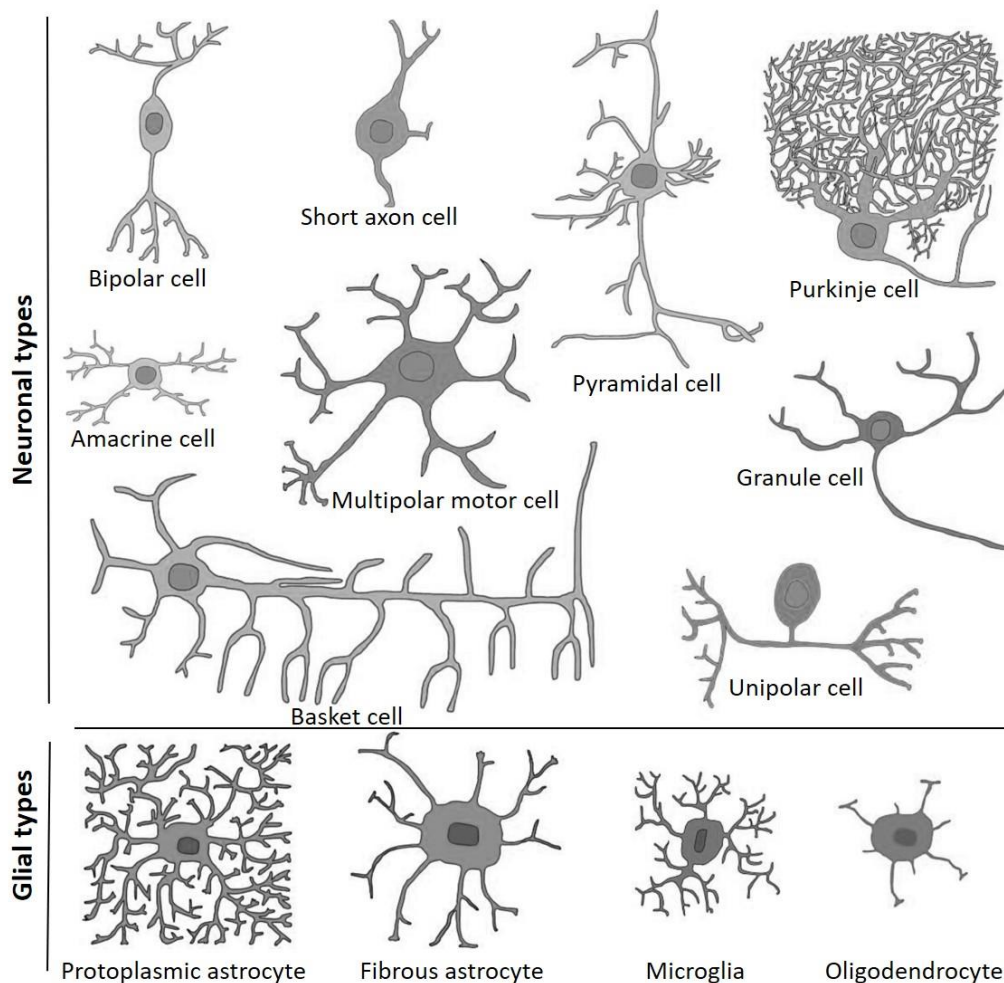 Neuronal types
Bipolar cell
Short axon cell
Pyramidal cell
Purkinje cell
Amacrine cell
Multipolar motor cell
Granule cell
Basket cell
Unipolar cell
Glial types
Protoplasmic astrocyte
Fibrous astrocyte
Microglia
Oligodendrocyte